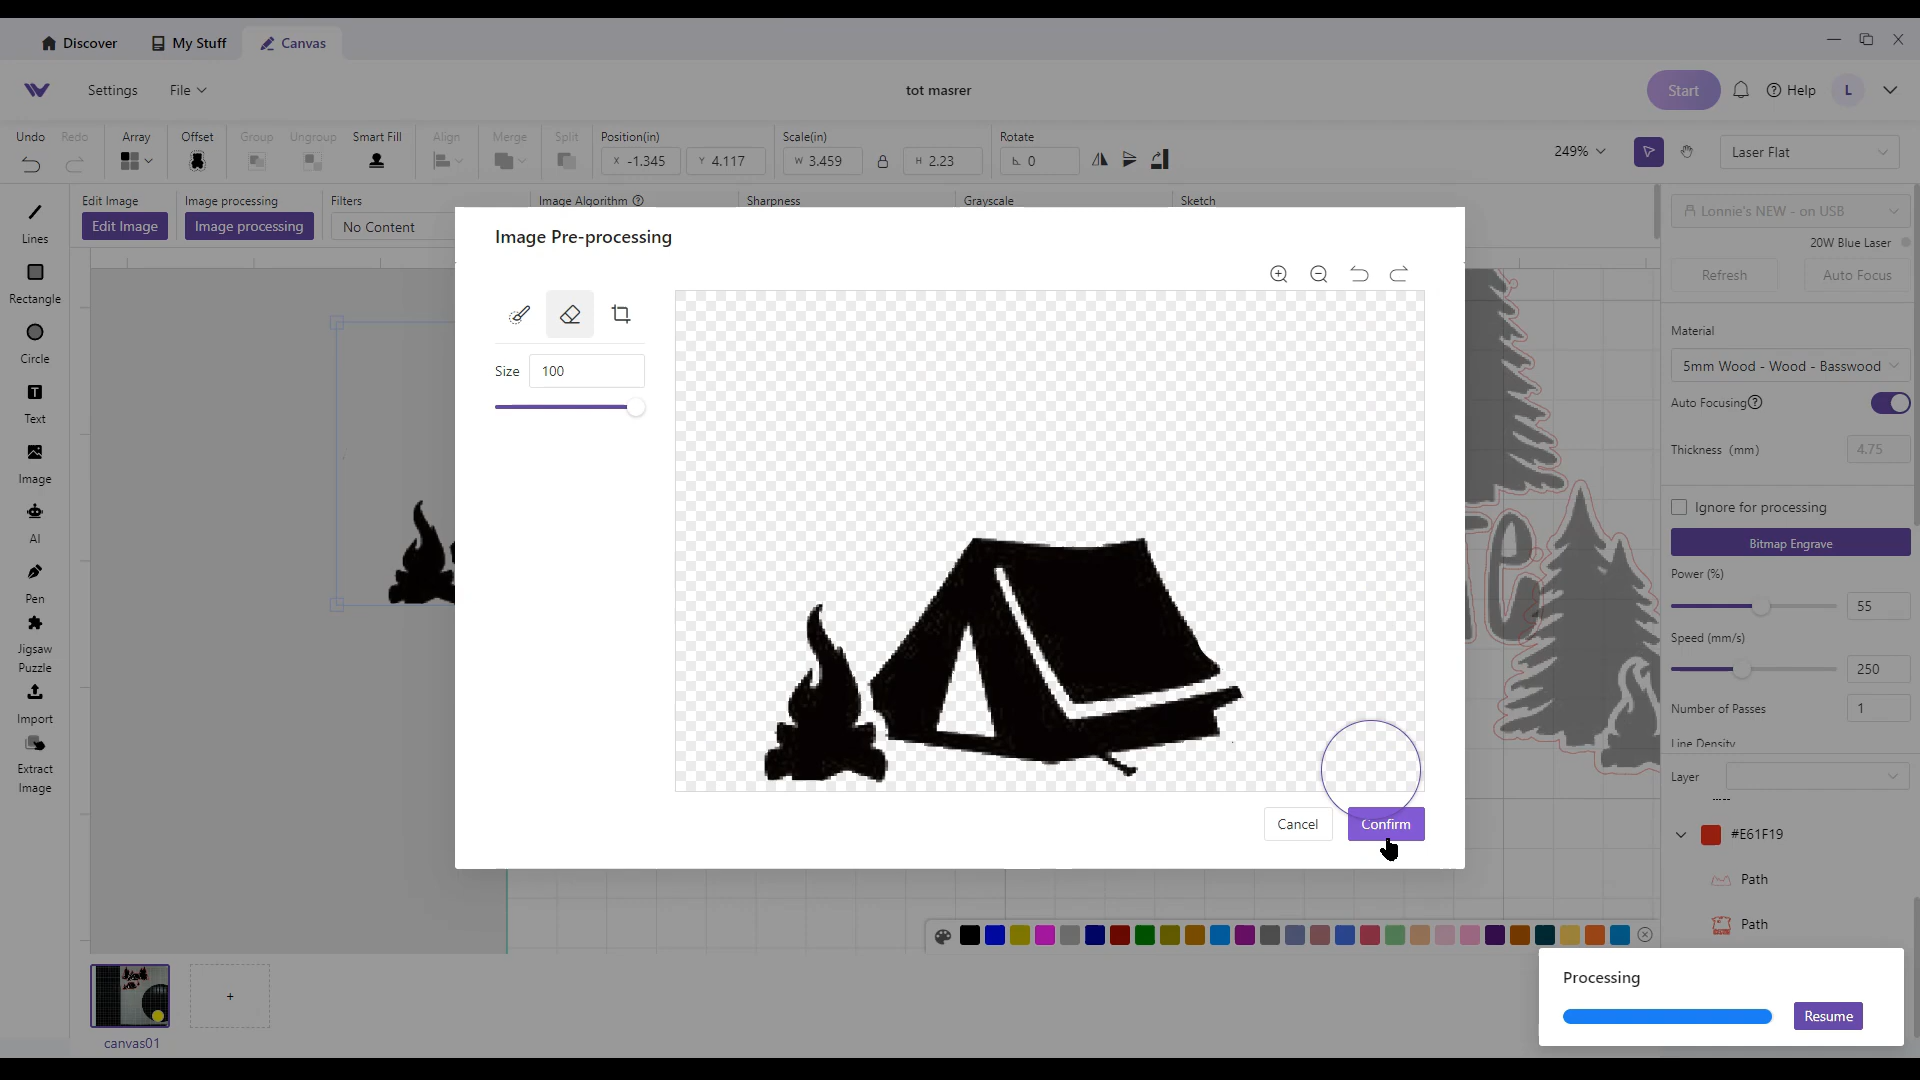 Discover
My Stuff
Canvas
Settings
File
tot masrer
Start
Help
L
Undo
Redo
Array
Offset
Group
Ungroup
Smart Fill
Align
Merge
Split
Position(in)
X -1.345
Y 4.117
Scale(in)
W 3.459
H 2.23
Rotate
0
249%
Laser Flat
Edit Image
Edit Image
Image processing
Image processing
Filters
No Content
Image Algorithm
Sharpness
Grayscale
Sketch
Lines
Rectangle
Circle
Text
Image
AI
Pen
Jigsaw
Puzzle
Import
Extract
Image
Image Pre-processing
Size 100
Cancel
Confirm
Lonnie's NEW - on USB
20W Blue Laser
Refresh
Auto Focus
Material
5mm Wood - Wood - Basswood
Auto Focusing
Thickness (mm)
4.75
Ignore for processing
Bitmap Engrave
Power (%)
55
Speed (mm/s)
250
Number of Passes
1
Line Density
Layer
#E61F19
Path
Path
Processing
Resume
+
canvas01